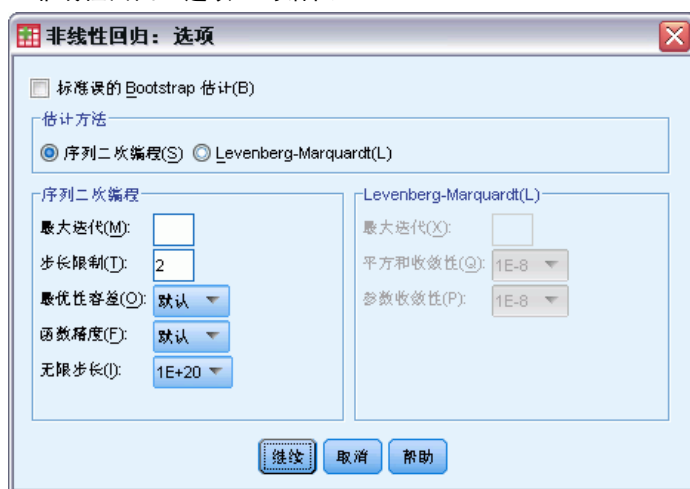 非线性回归：选项
标准误的 Bootstrap 估计(B)
估计方法
序列二次编程(S) Levenberg-Marquardt(L)
序列二次编程
最大迭代(M):
步长限制(T): 2
最优性容差(O): 默认
函数精度(F): 默认
无限步长(I): 1E+20
Levenberg-Marquardt(L)
最大迭代(X):
平方和收敛性(Q): 1E-8
参数收敛性(P): 1E-8
继续 取消 帮助